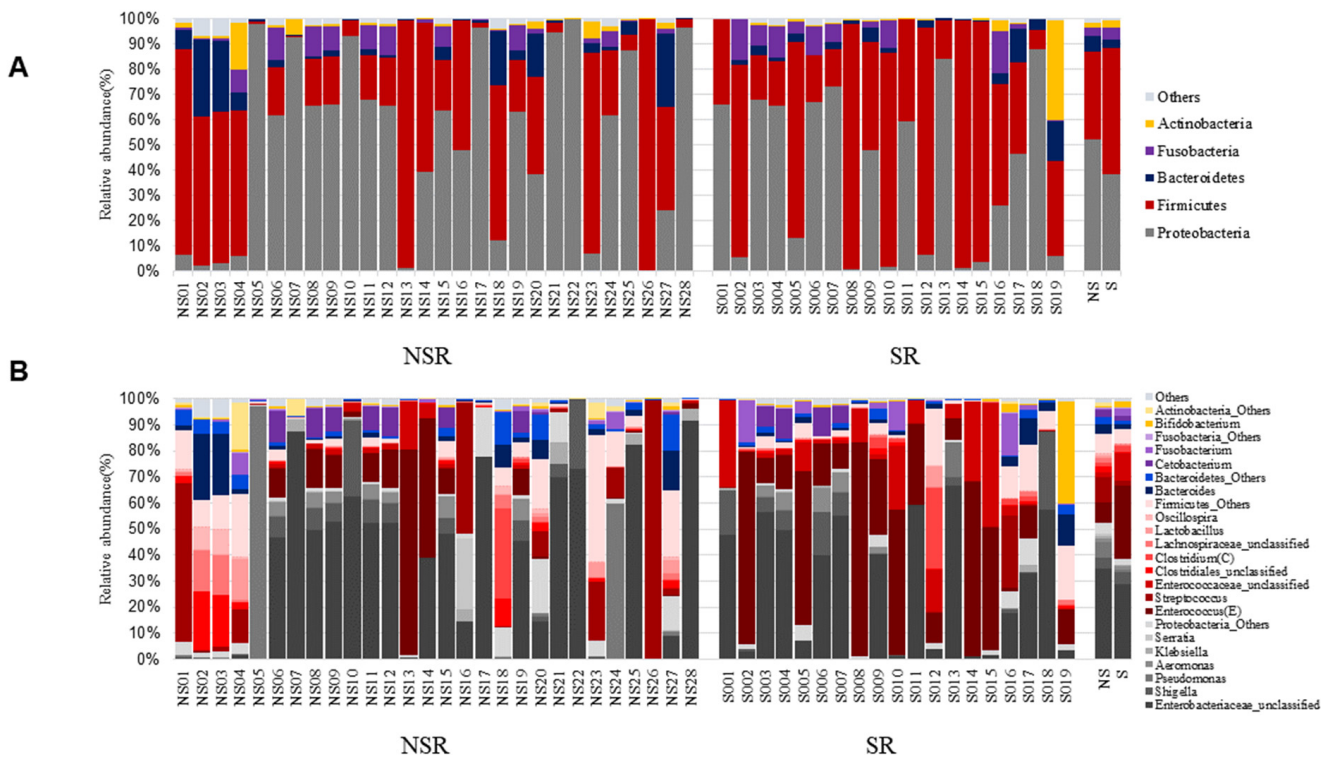 A
Relative abundance(%)
100%
90%
80%
70%
60%
50%
40%
30%
20%
10%
0%
NS01 NS02 NS03 NS04 NS05 NS06 NS07 NS08 NS09 NS10 NS11 NS12 NS13 NS14 NS15 NS16 NS17 NS18 NS19 NS20 NS21 NS22 NS23 NS24 NS25 NS26 NS27 NS28 S001 S002 S003 S004 S005 S006 S007 S008 S009 S010 S011 S012 S013 S014 S015 S016 S017 S018 S019 NS S
NSR SR
Others
Actinobacteria
Fusobacteria
Bacteroidetes
Firmicutes
Proteobacteria
B
Relative abundance(%)
100%
90%
80%
70%
60%
50%
40%
30%
20%
10%
0%
NS01 NS02 NS03 NS04 NS05 NS06 NS07 NS08 NS09 NS10 NS11 NS12 NS13 NS14 NS15 NS16 NS17 NS18 NS19 NS20 NS21 NS22 NS23 NS24 NS25 NS26 NS27 NS28 S001 S002 S003 S004 S005 S006 S007 S008 S009 S010 S011 S012 S013 S014 S015 S016 S017 S018 S019 NS S
NSR SR
Others
Actinobacteria_Others
Bifidobacterium
Fusobacteria_Others
Fusobacterium
Cetobacterium
Bacteroidetes_Others
Bacteroides
Firmicutes_Others
Oscillospira
Lactobacillus
Lachnospiraceae_unclassified
Clostridium(C)
Clostridiales_unclassified
Enterococcaceae_unclassified
Streptococcus
Enterococcus(E)
Proteobacteria_Others
Serratia
Klebsiella
Aeromonas
Pseudomonas
Shigella
Enterobacteriaceae_unclassified